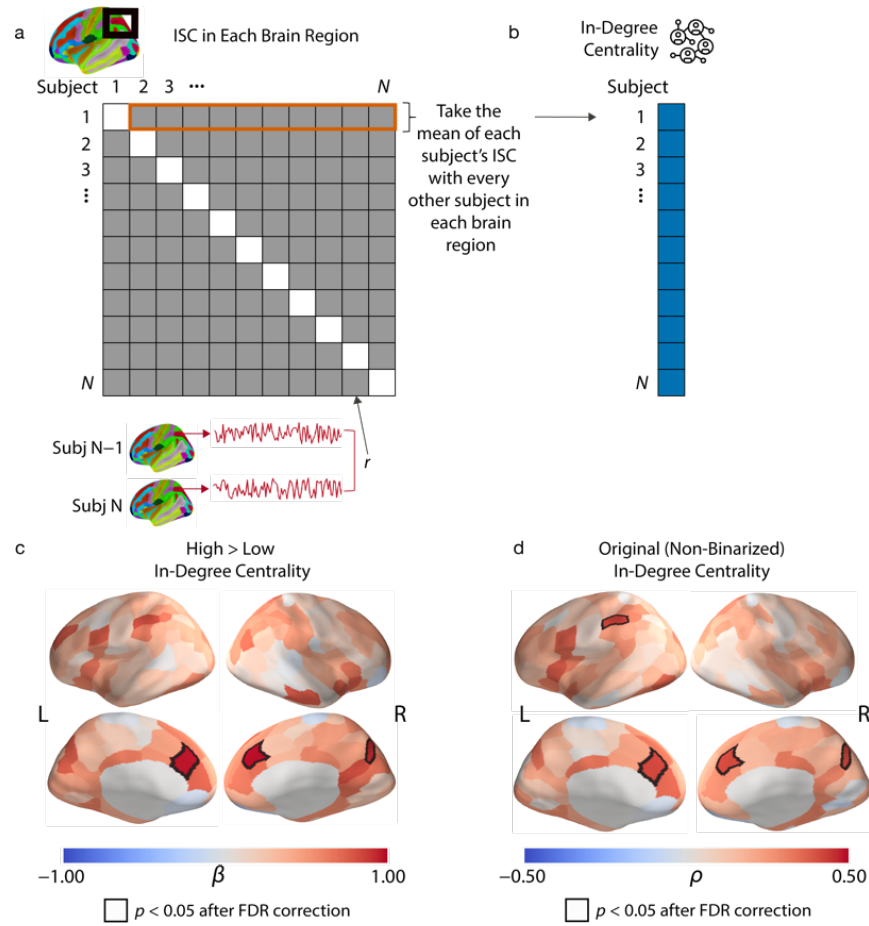 a
ISC in Each Brain Region
Subject 1 2 3 ••• N
1
2
3
⋮
N
Take the
mean of each
subject's ISC
with every
other subject in
each brain
region
b
In-Degree
Centrality
Subject
1
2
3
⋮
N
Subj N−1
Subj N
r
c
High > Low
In-Degree Centrality
L
R
−1.00 β 1.00
p < 0.05 after FDR correction
d
Original (Non-Binarized)
In-Degree Centrality
L
R
−0.50 ρ 0.50
p < 0.05 after FDR correction